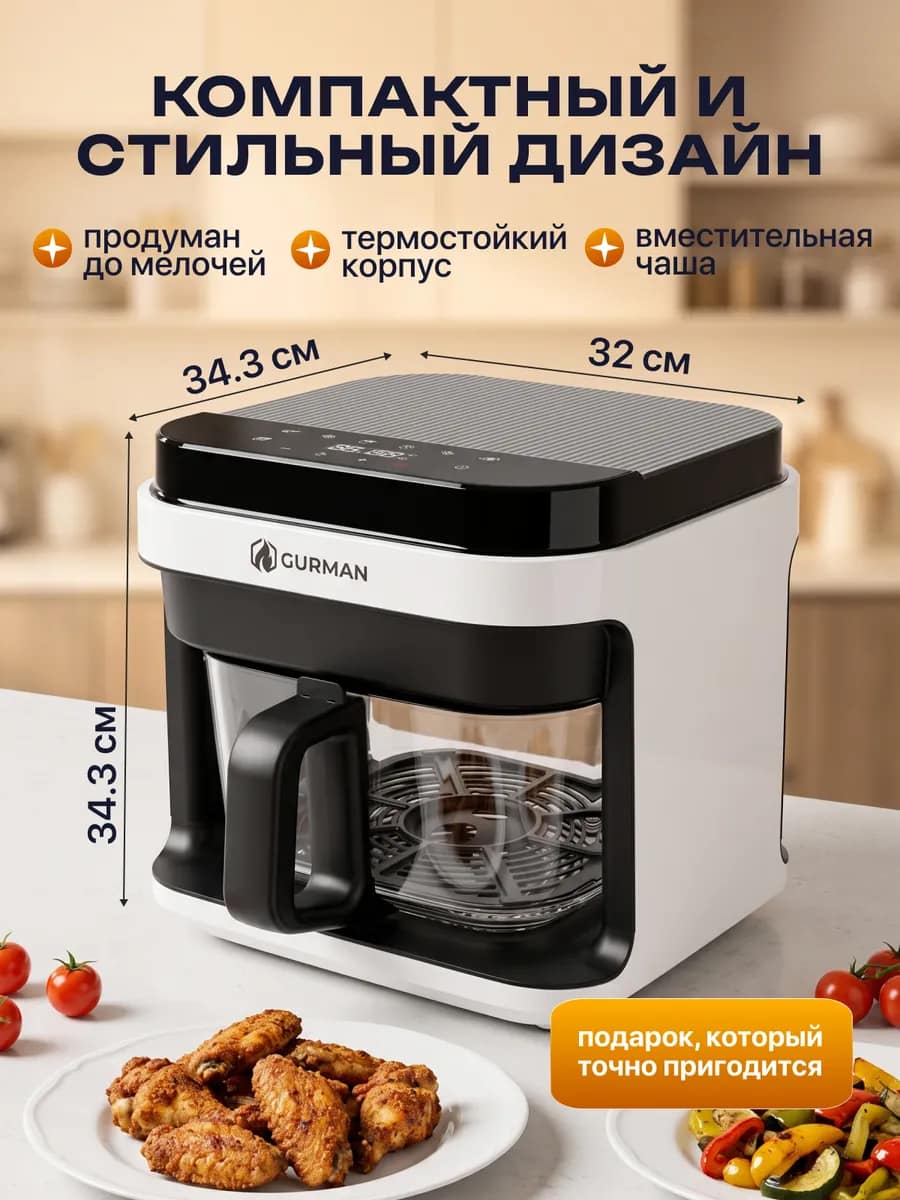 КОМПАКТНЫЙ И
СТИЛЬНЫЙ ДИЗАЙН
продуман
до мелочей
термостойкий
корпус
вместительная
чаша
34.3 см
32 см
GURMAN
34.3 см
подарок, который
точно пригодится